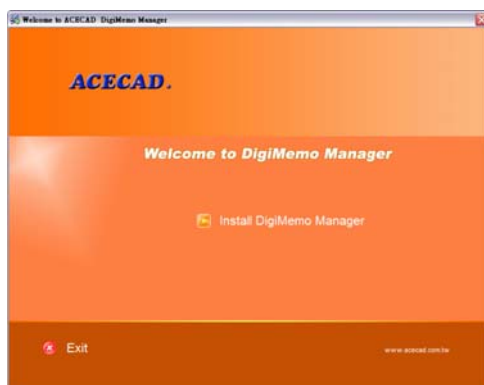 Welcome to ACECAD DigiMemo Manager
ACECAD.
Welcome to DigiMemo Manager
Install DigiMemo Manager
Exit
www.acecad.com.tw